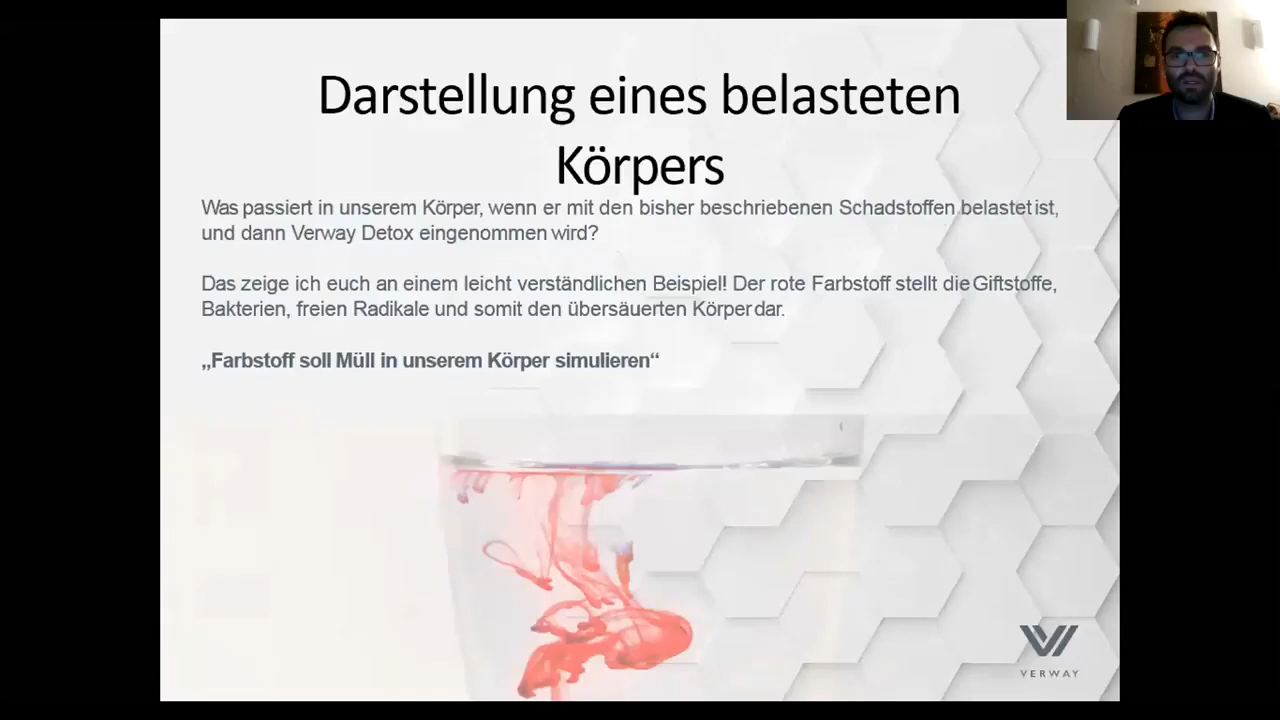 Darstellung eines belasteten
Körpers
Was passiert in unserem Körper, wenn er mit den bisher beschriebenen Schadstoffen belastet ist,
und dann Verway Detox eingenommen wird?
Das zeige ich euch an einem leicht verständlichen Beispiel! Der rote Farbstoff stellt die Giftstoffe,
Bakterien, freien Radikale und somit den übersäuerten Körper dar.
„Farbstoff soll Müll in unserem Körper simulieren“
VERWAY